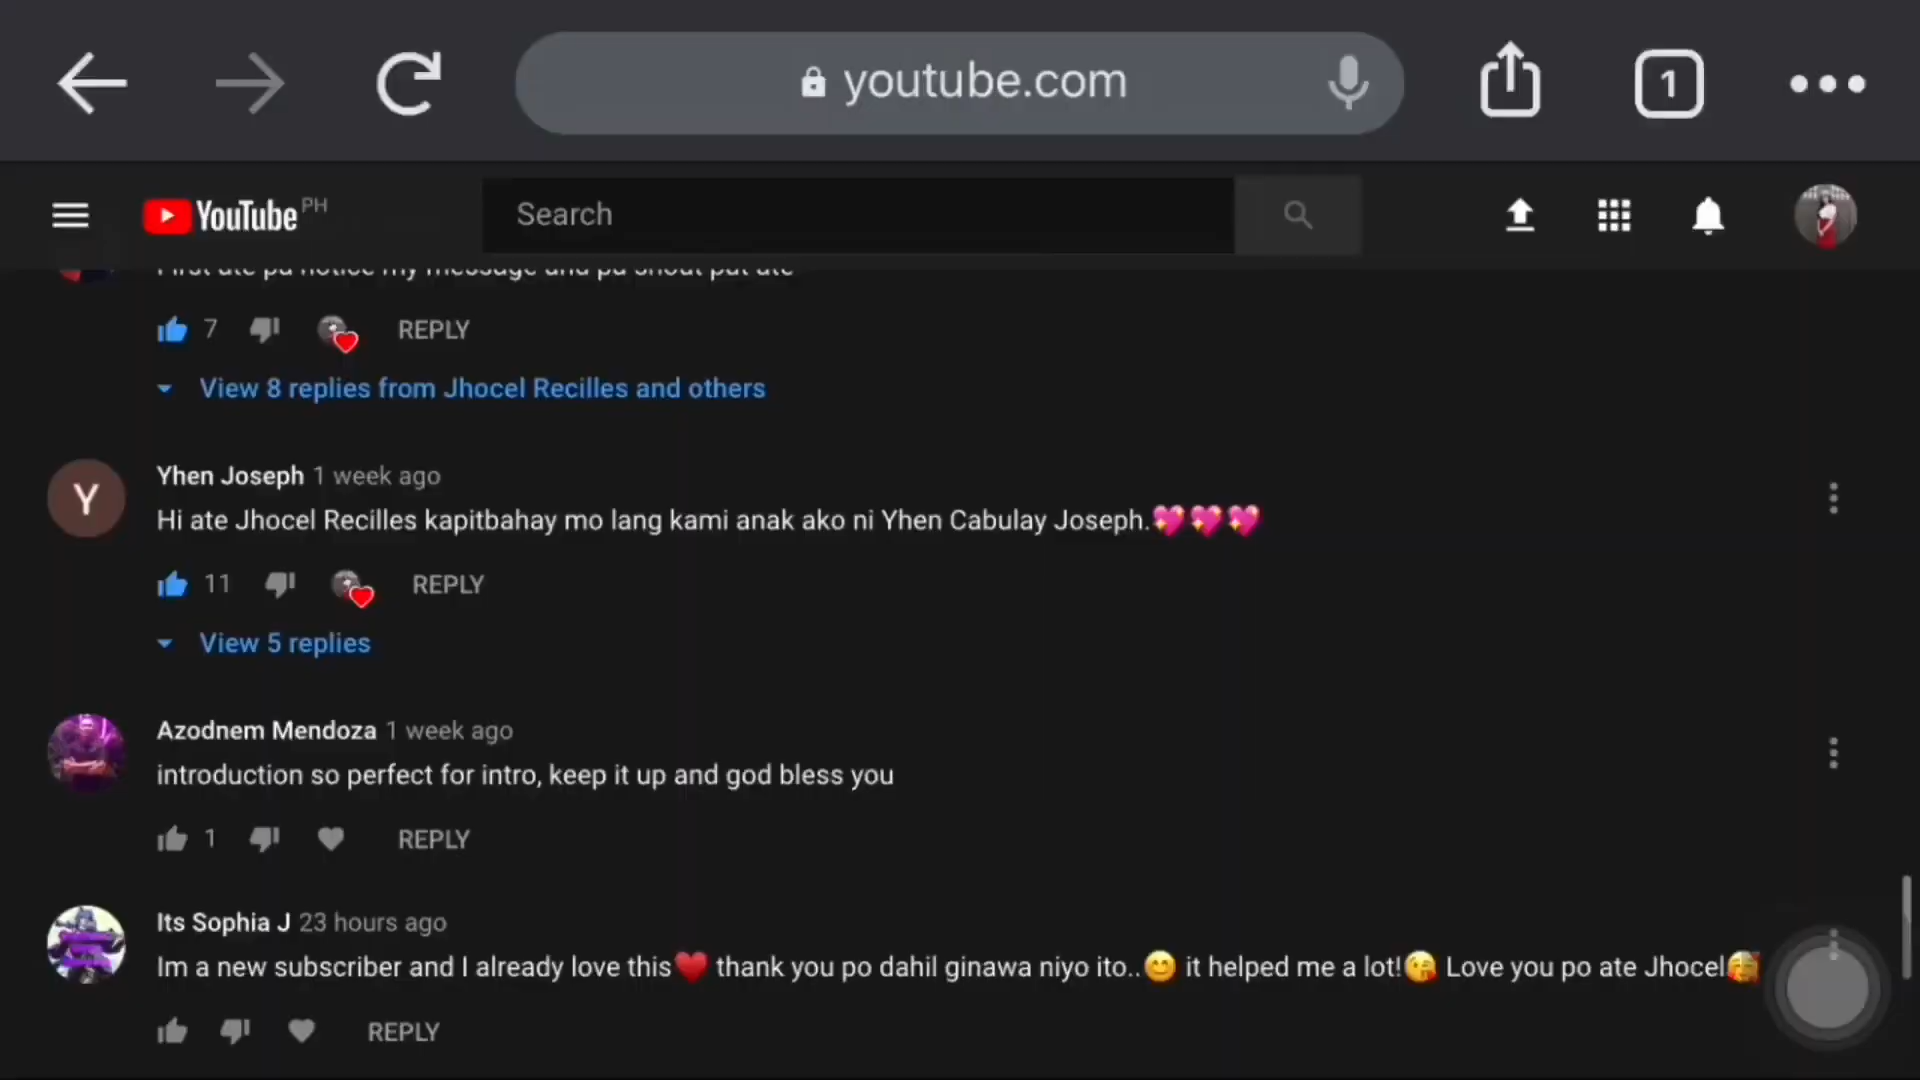 youtube.com
1
YouTube PH
Search
First ate pa notice my message and pa shout put ate
7
REPLY
View 8 replies from Jhocel Recilles and others
Y
Yhen Joseph 1 week ago
Hi ate Jhocel Recilles kapitbahay mo lang kami anak ako ni Yhen Cabulay Joseph.💖💖💖
11
REPLY
View 5 replies
Azodnem Mendoza 1 week ago
introduction so perfect for intro, keep it up and god bless you
1
REPLY
Its Sophia J 23 hours ago
Im a new subscriber and I already love this❤️ thank you po dahil ginawa niyo ito..😊 it helped me a lot!😘 Love you po ate Jhocel🥰
REPLY